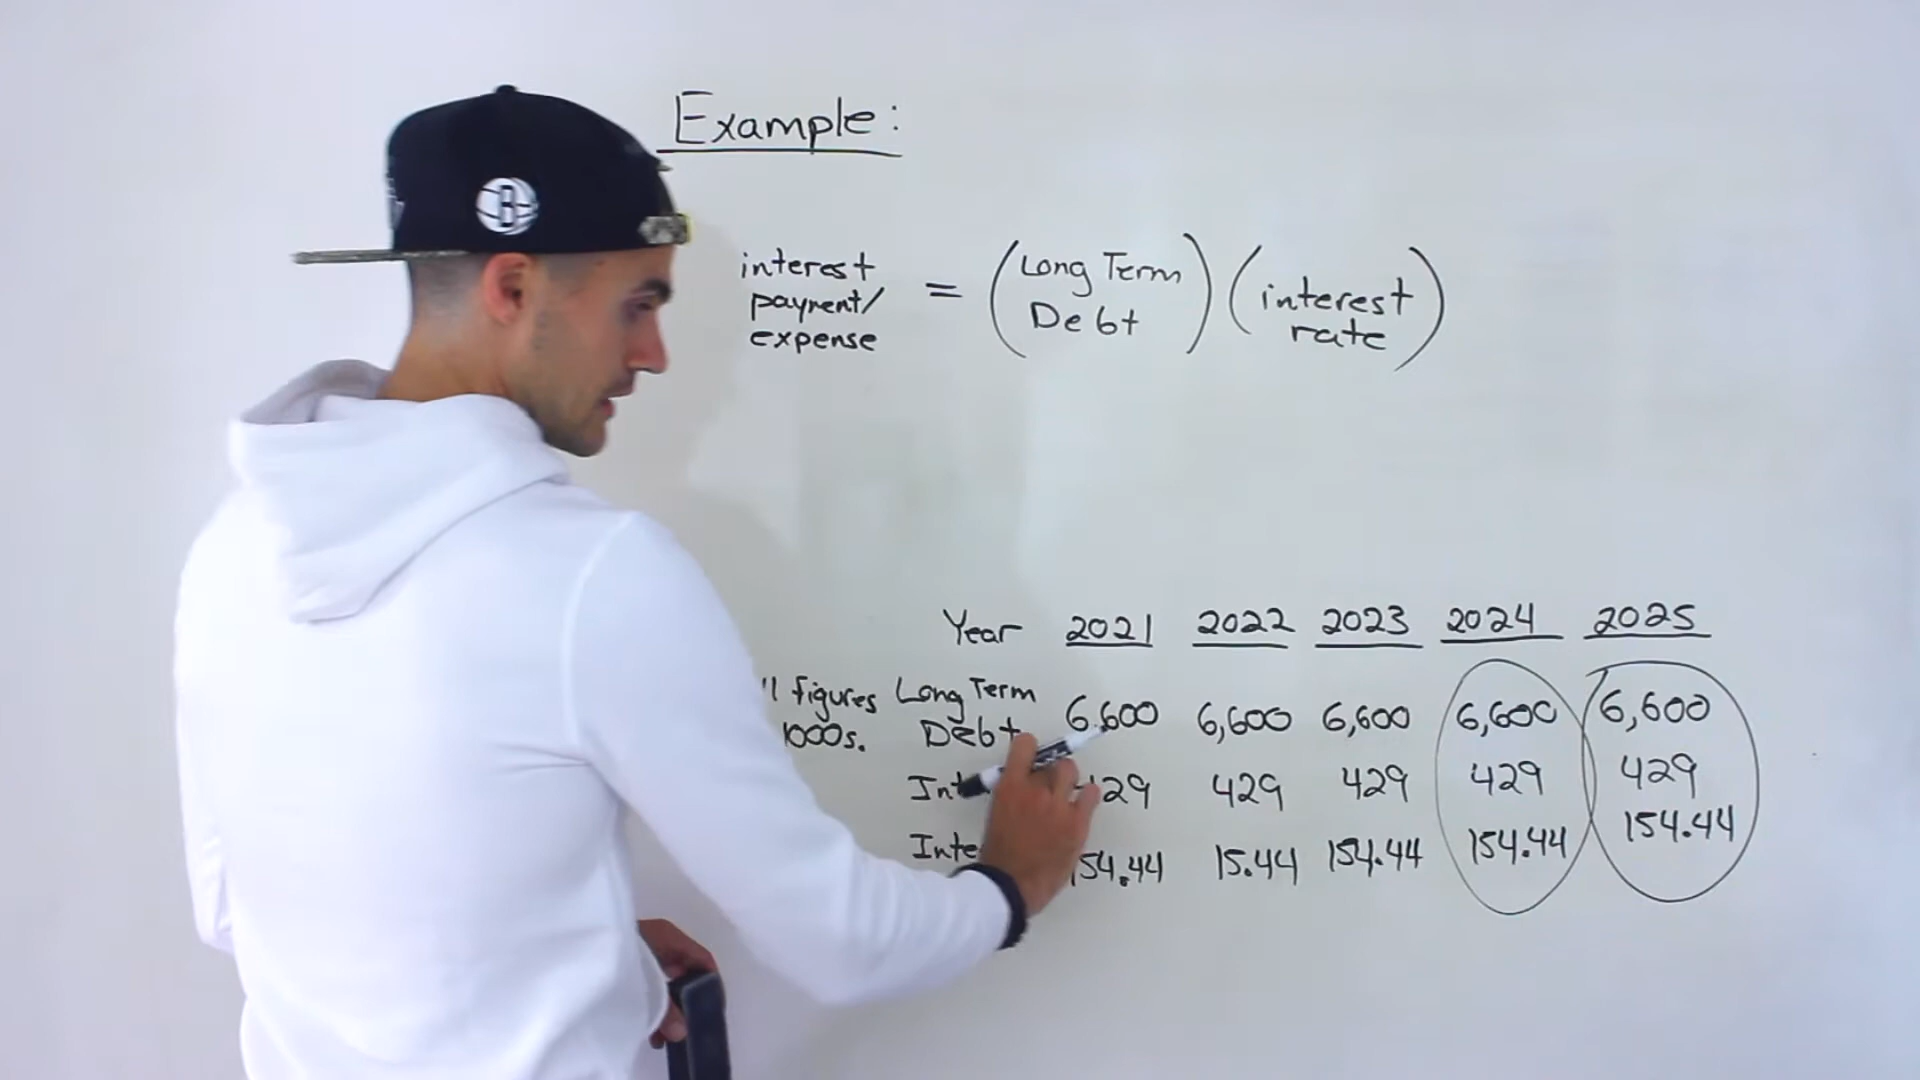 Example:
interest
payment/
expense
=
(Long Term
Debt)
(interest
rate)
Year 2021 2022 2023 2024 2025
figures Long Term
1000s. Debt 6,600 6,600 6,600 6,600 6,600
429 429 429 429
154.44 15.44 154.44 154.44 154.44
B